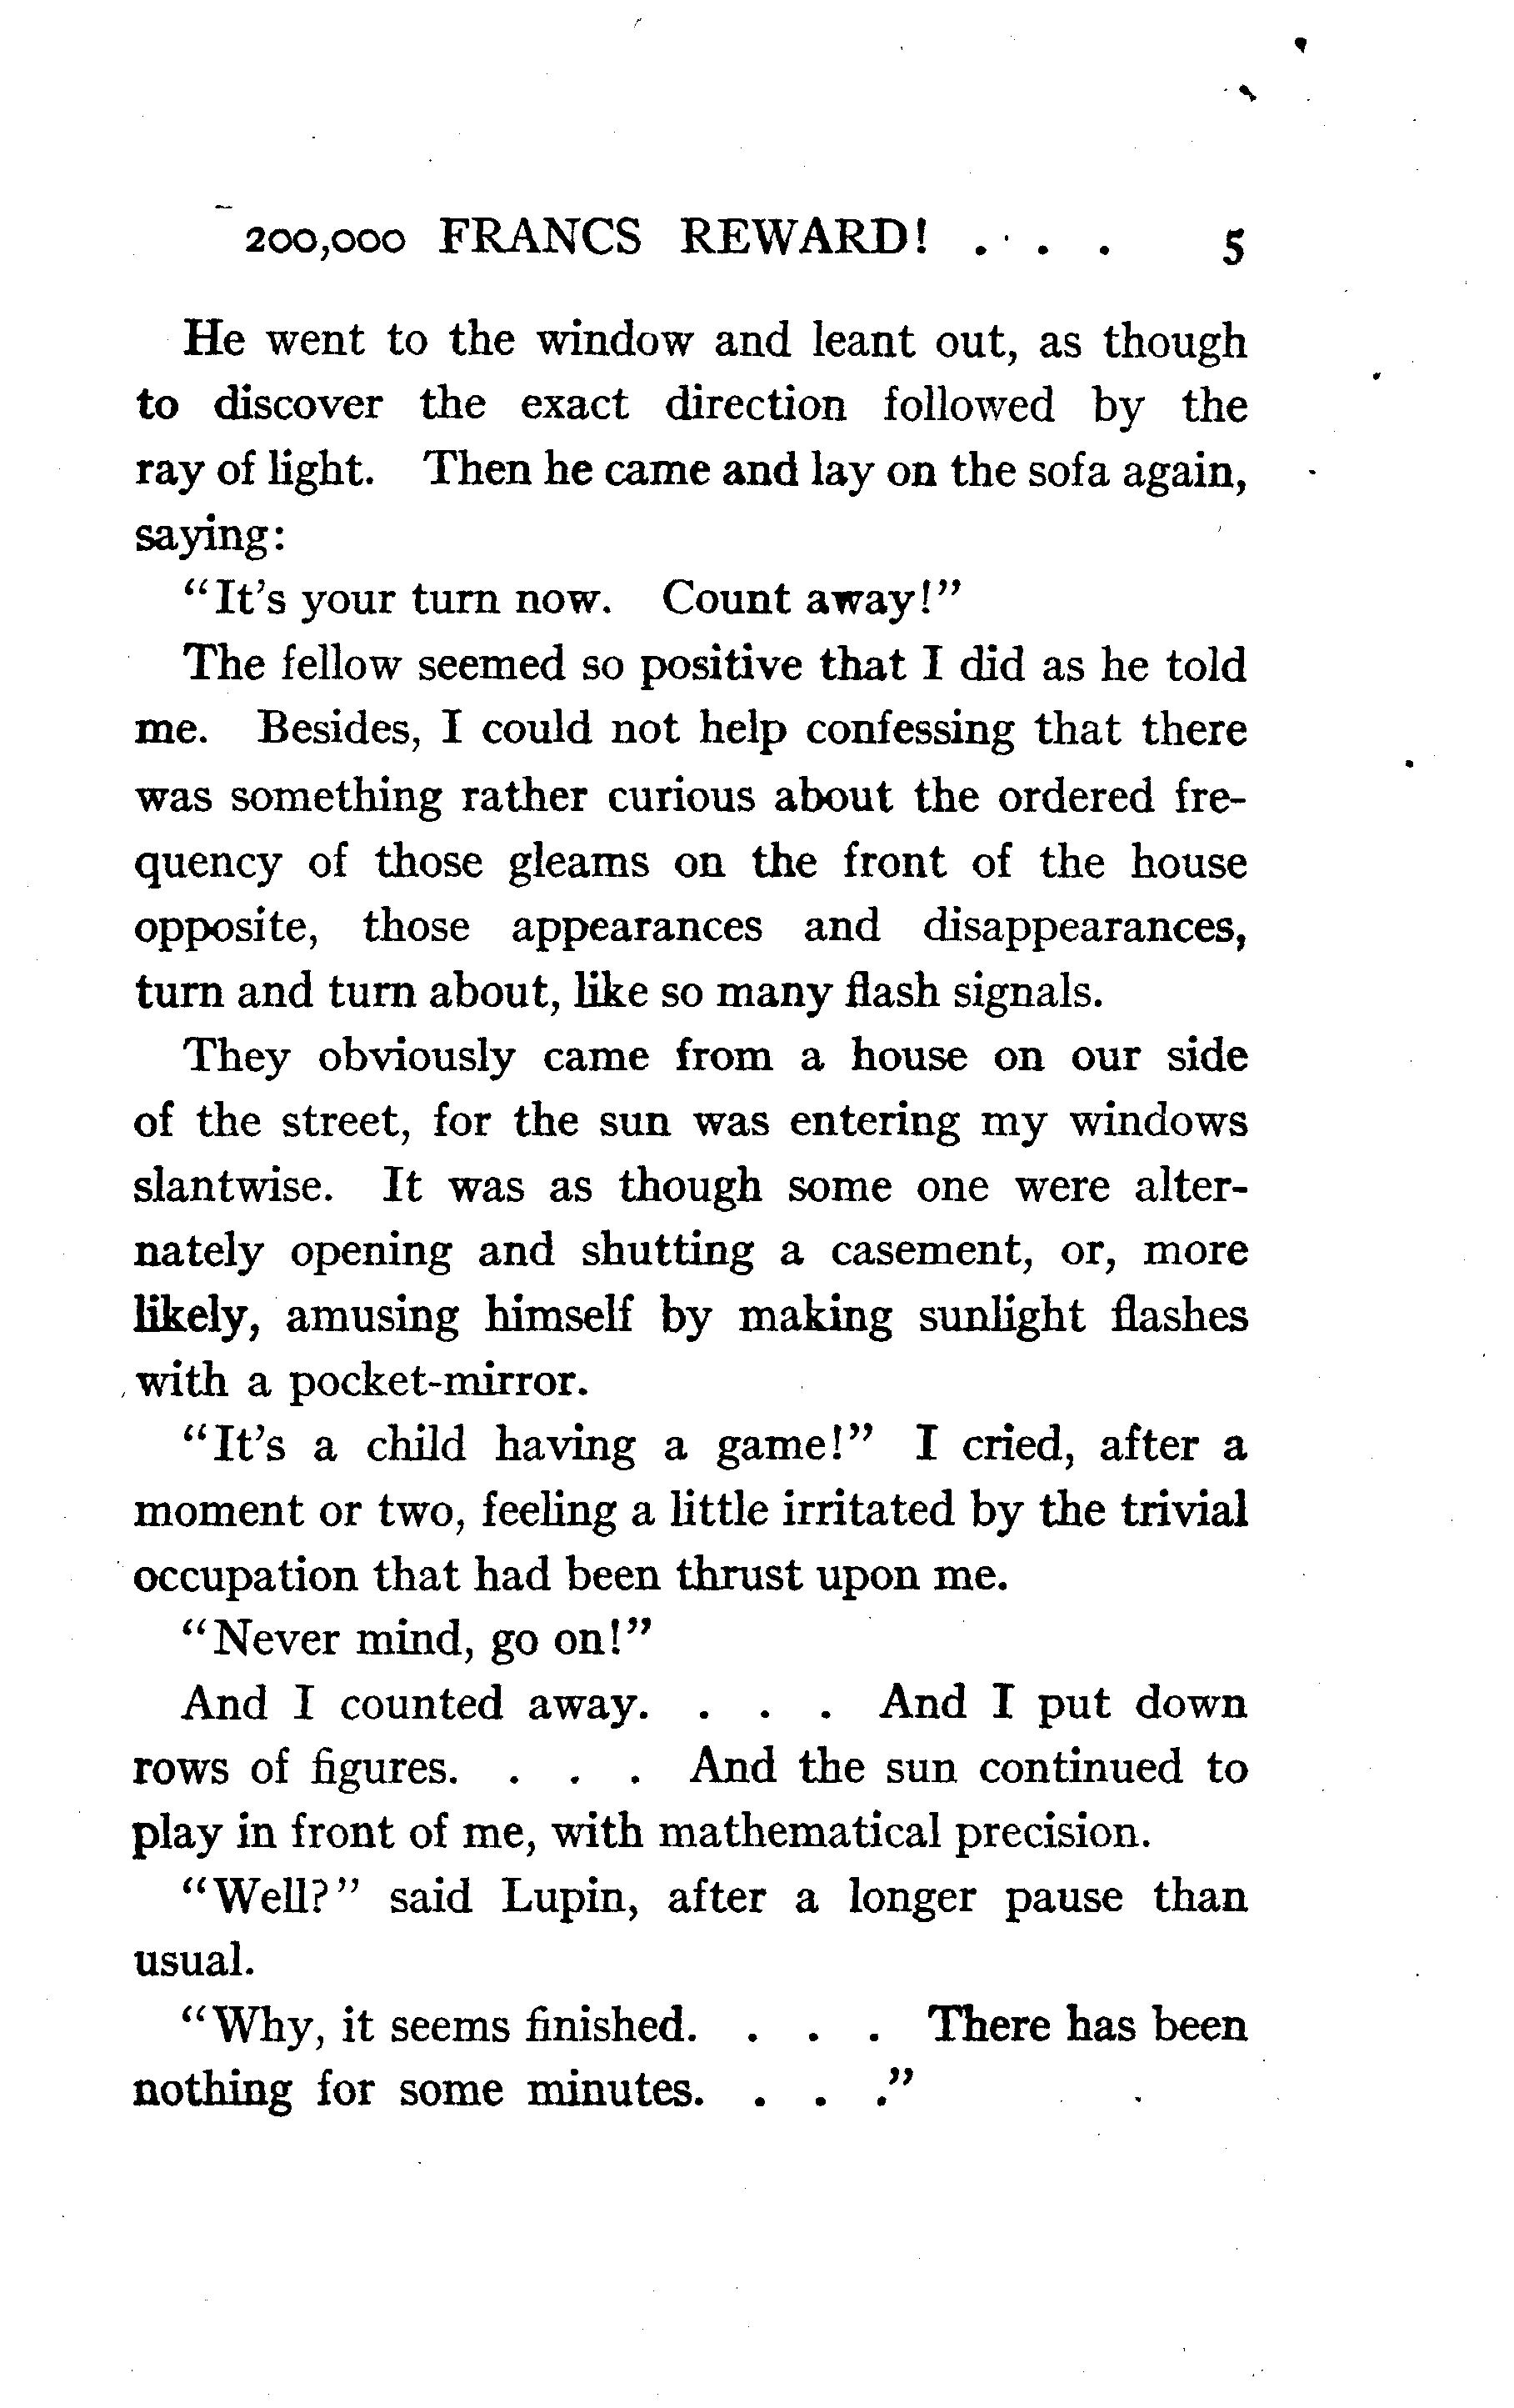 200,000 FRANCS REWARD! . . . 5
He went to the window and leant out, as though
to discover the exact direction followed by the
ray of light. Then he came and lay on the sofa again,
saying:
"It's your turn now. Count away!"
The fellow seemed so positive that I did as he told
me. Besides, I could not help confessing that there
was something rather curious about the ordered fre-
quency of those gleams on the front of the house
opposite, those appearances and disappearances,
turn and turn about, like so many flash signals.
They obviously came from a house on our side
of the street, for the sun was entering my windows
slantwise. It was as though some one were alter-
nately opening and shutting a casement, or, more
likely, amusing himself by making sunlight flashes
with a pocket-mirror.
"It's a child having a game!" I cried, after a
moment or two, feeling a little irritated by the trivial
occupation that had been thrust upon me.
"Never mind, go on!"
And I counted away. . . . And I put down
rows of figures. . . . And the sun continued to
play in front of me, with mathematical precision.
"Well?" said Lupin, after a longer pause than
usual.
"Why, it seems finished. . . . There has been
nothing for some minutes. . . ."